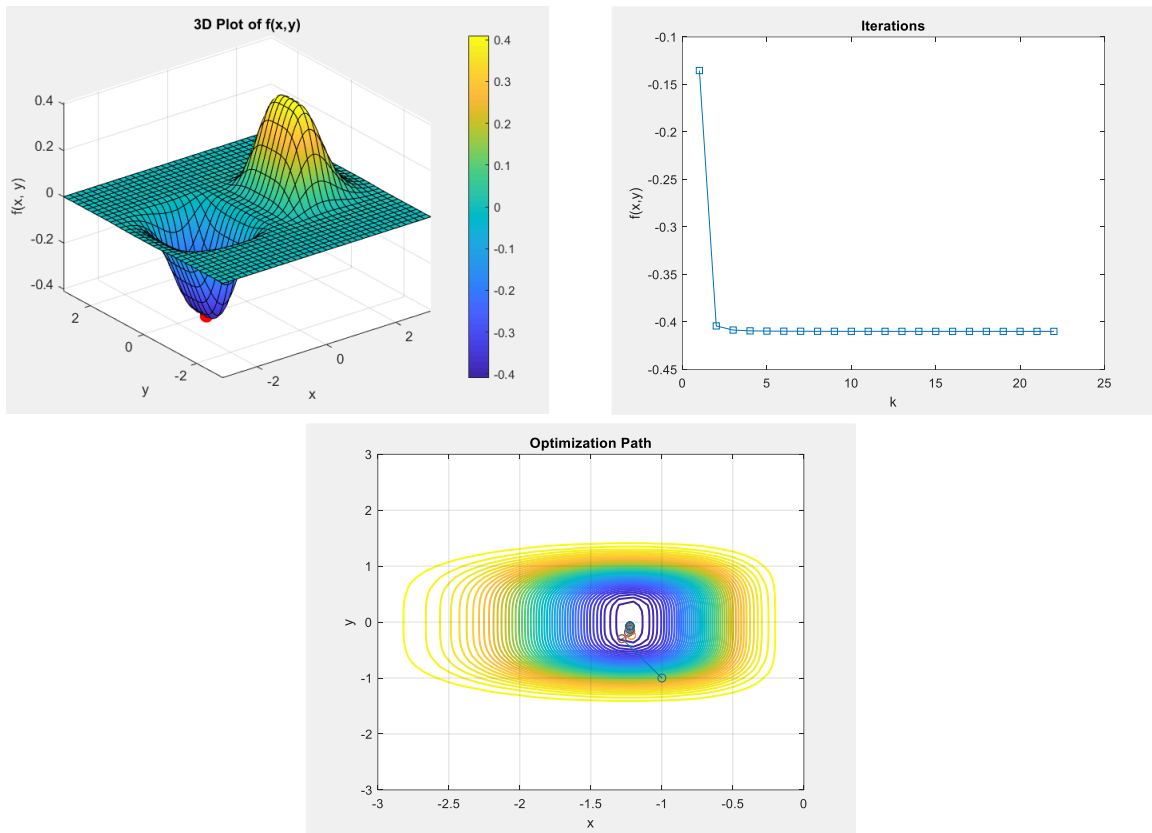 3D Plot of f(x,y)
0.4
0.2
0
-0.2
-0.4
f(x, y)
2
0
-2
y
-2
0
2
x
0.4
0.3
0.2
0.1
0
-0.1
-0.2
-0.3
-0.4
Iterations
-0.1
-0.15
-0.2
-0.25
-0.3
-0.35
-0.4
-0.45
f(x,y)
0 5 10 15 20 25
k
Optimization Path
3
2
1
0
-1
-2
-3
y
-3 -2.5 -2 -1.5 -1 -0.5 0
x